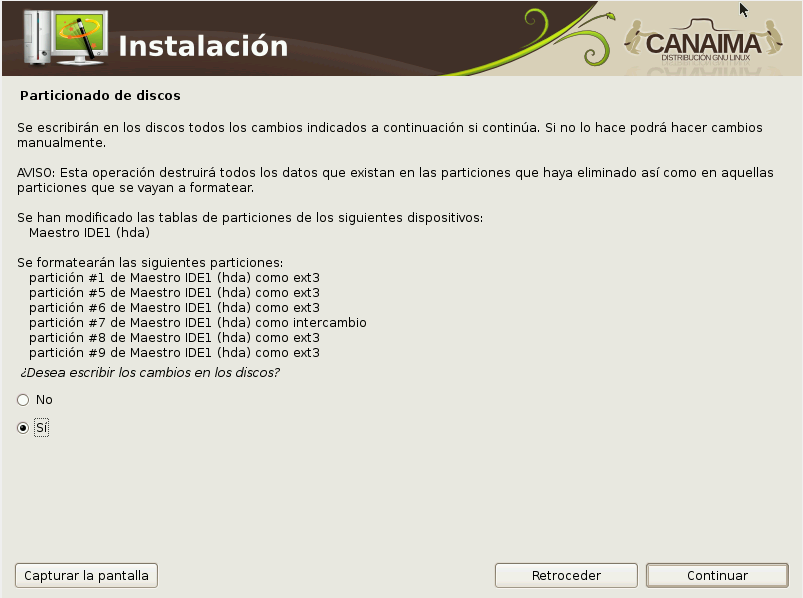 Instalación
CANAIMA
DISTRIBUCIÓN GNU LINUX
Particionado de discos
Se escribirán en los discos todos los cambios indicados a continuación si continúa. Si no lo hace podrá hacer cambios
manualmente.
AVISO: Esta operación destruirá todos los datos que existan en las particiones que haya eliminado así como en aquellas
particiones que se vayan a formatear.
Se han modificado las tablas de particiones de los siguientes dispositivos:
Maestro IDE1 (hda)
Se formatearán las siguientes particiones:
partición #1 de Maestro IDE1 (hda) como ext3
partición #5 de Maestro IDE1 (hda) como ext3
partición #6 de Maestro IDE1 (hda) como ext3
partición #7 de Maestro IDE1 (hda) como intercambio
partición #8 de Maestro IDE1 (hda) como ext3
partición #9 de Maestro IDE1 (hda) como ext3
¿Desea escribir los cambios en los discos?
No
Sí
Capturar la pantalla
Retroceder
Continuar